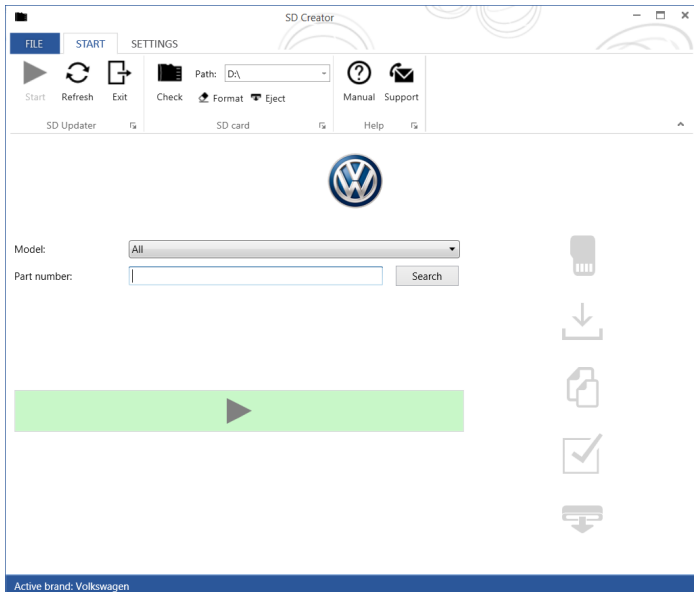 SD Creator
FILE START SETTINGS
Path: D:\
Start Refresh Exit Check Format Eject Manual Support
SD Updater SD card Help
Model: All
Part number: Search
Active brand: Volkswagen